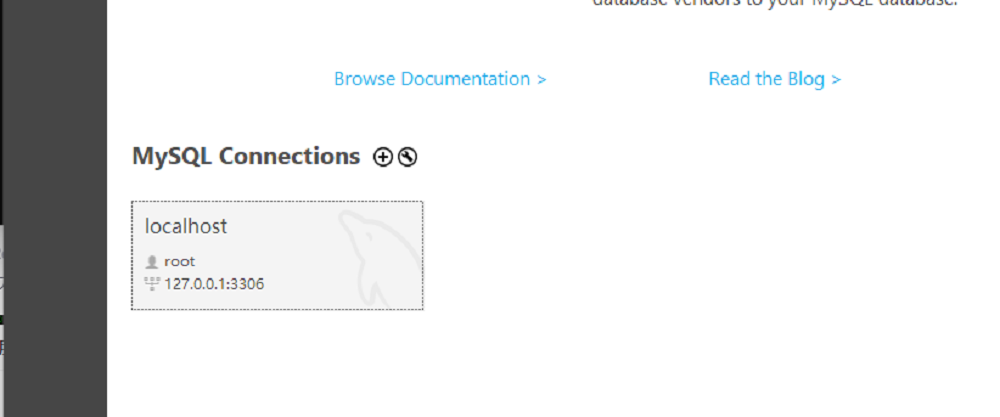 database vendors to your MySQL database.
Browse Documentation >
Read the Blog >
MySQL Connections
localhost
root
127.0.0.1:3306